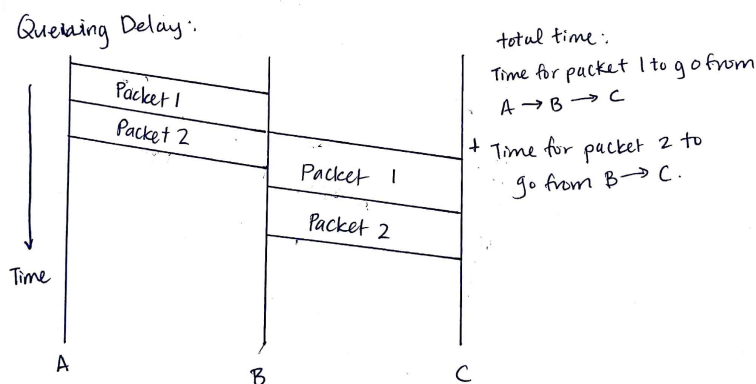 Queuing Delay:
total time:
Time for packet 1 to go from
A → B → C
+ Time for packet 2 to
go from B → C.
Packet 1
Packet 2
Packet 1
Packet 2
Time
A
B
C